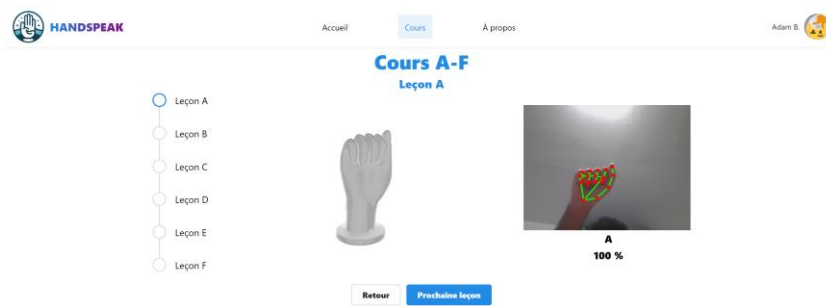 HANDSPEAK
Accueil
Cours
À propos
Adam B.
Cours A-F
Leçon A
Leçon A
Leçon B
Leçon C
Leçon D
Leçon E
Leçon F
A
100 %
Retour
Prochaine leçon